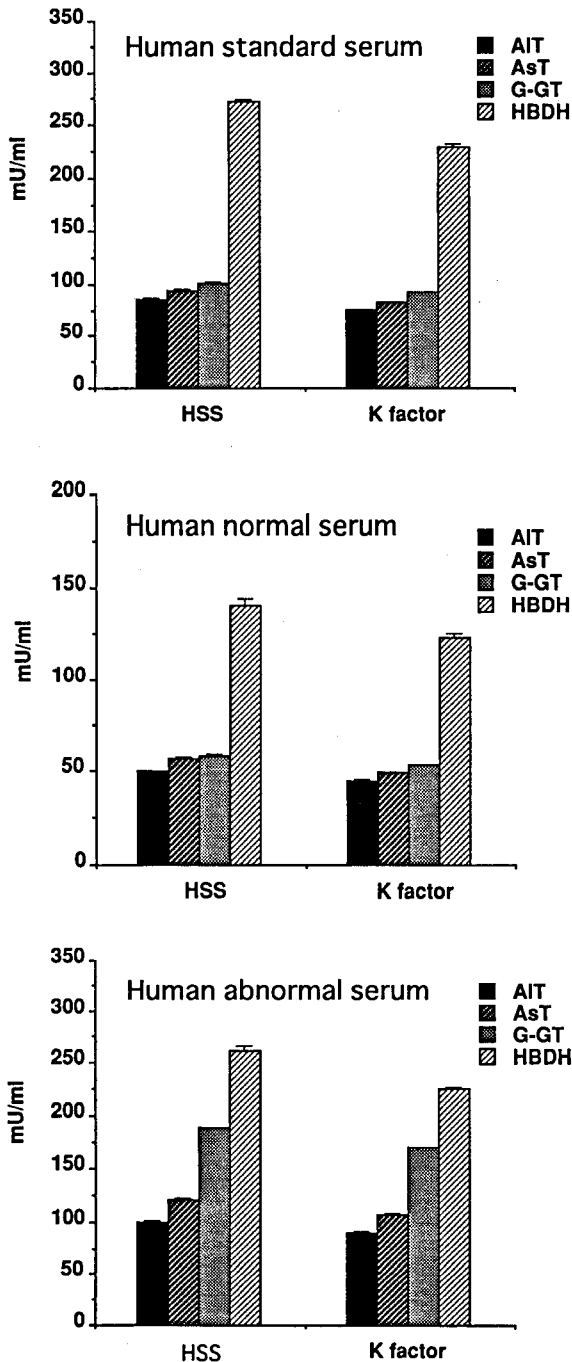 Human standard serum
AlT
AsT
G-GT
HBDH
mU/ml
350
300
250
200
150
100
50
0
HSS
K factor
Human normal serum
AlT
AsT
G-GT
HBDH
mU/ml
200
150
100
50
0
HSS
K factor
Human abnormal serum
AlT
AsT
G-GT
HBDH
mU/ml
350
300
250
200
150
100
50
0
HSS
K factor